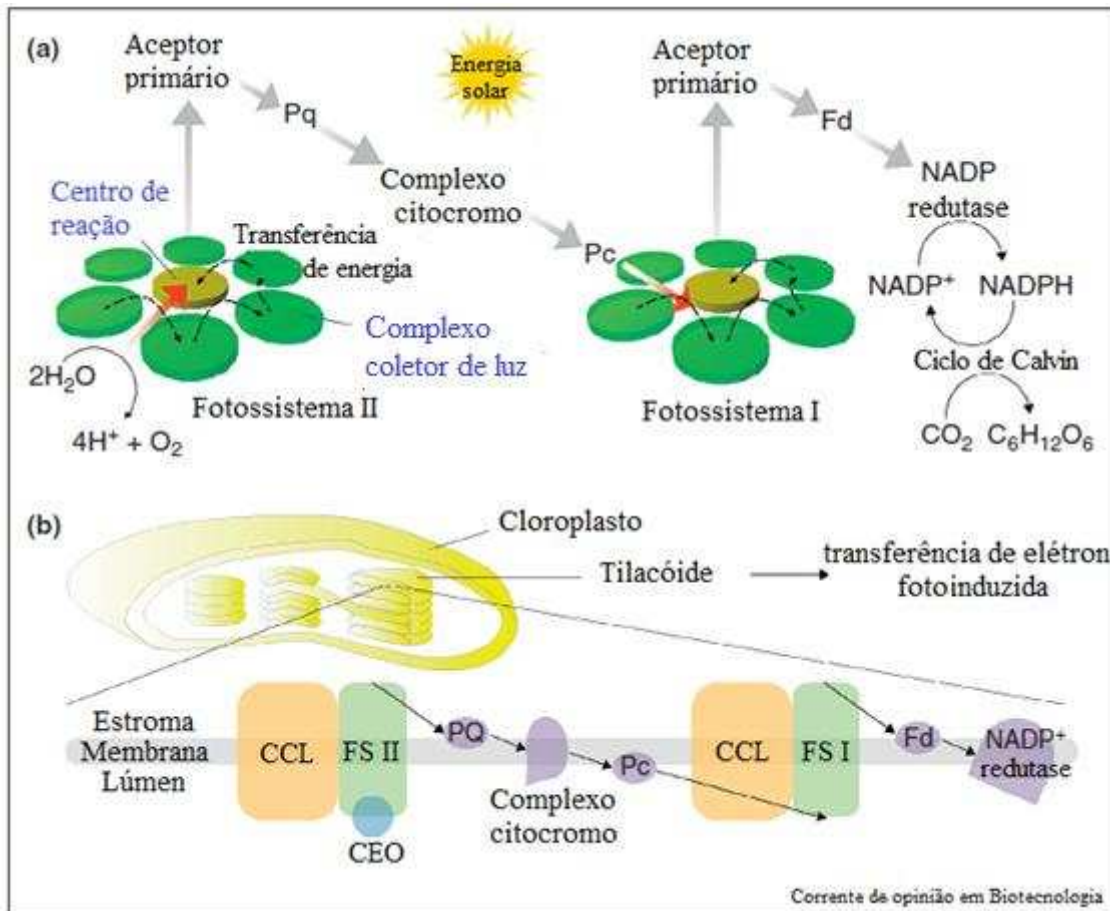 (a)
Aceptor
primário
Pq
Energia
solar
Complexo
citocromo
Centro de
reação
Transferência
de energia
Complexo
coletor de luz
2H₂O
4H⁺ + O₂
Fotossistema II
Aceptor
primário
Fd
NADP
redutase
Pc
NADP⁺ NADPH
Ciclo de Calvin
CO₂ C₆H₁₂O₆
Fotossistema I
(b)
Cloroplasto
Tilacóide
transferência de elétron
fotoinduzida
Estroma
Membrana
Lúmen
CCL
FS II
CEO
PQ
Complexo
citocromo
Pc
CCL
FS I
Fd
NADP⁺
redutase
Corrente de opinião em Biotecnologia